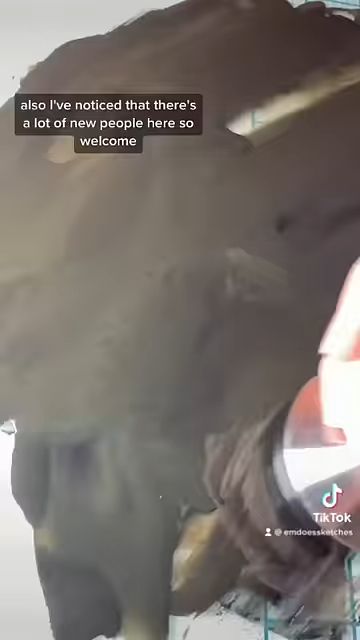 also I've noticed that there's
a lot of new people here so
welcome
TikTok
@emdoessketches